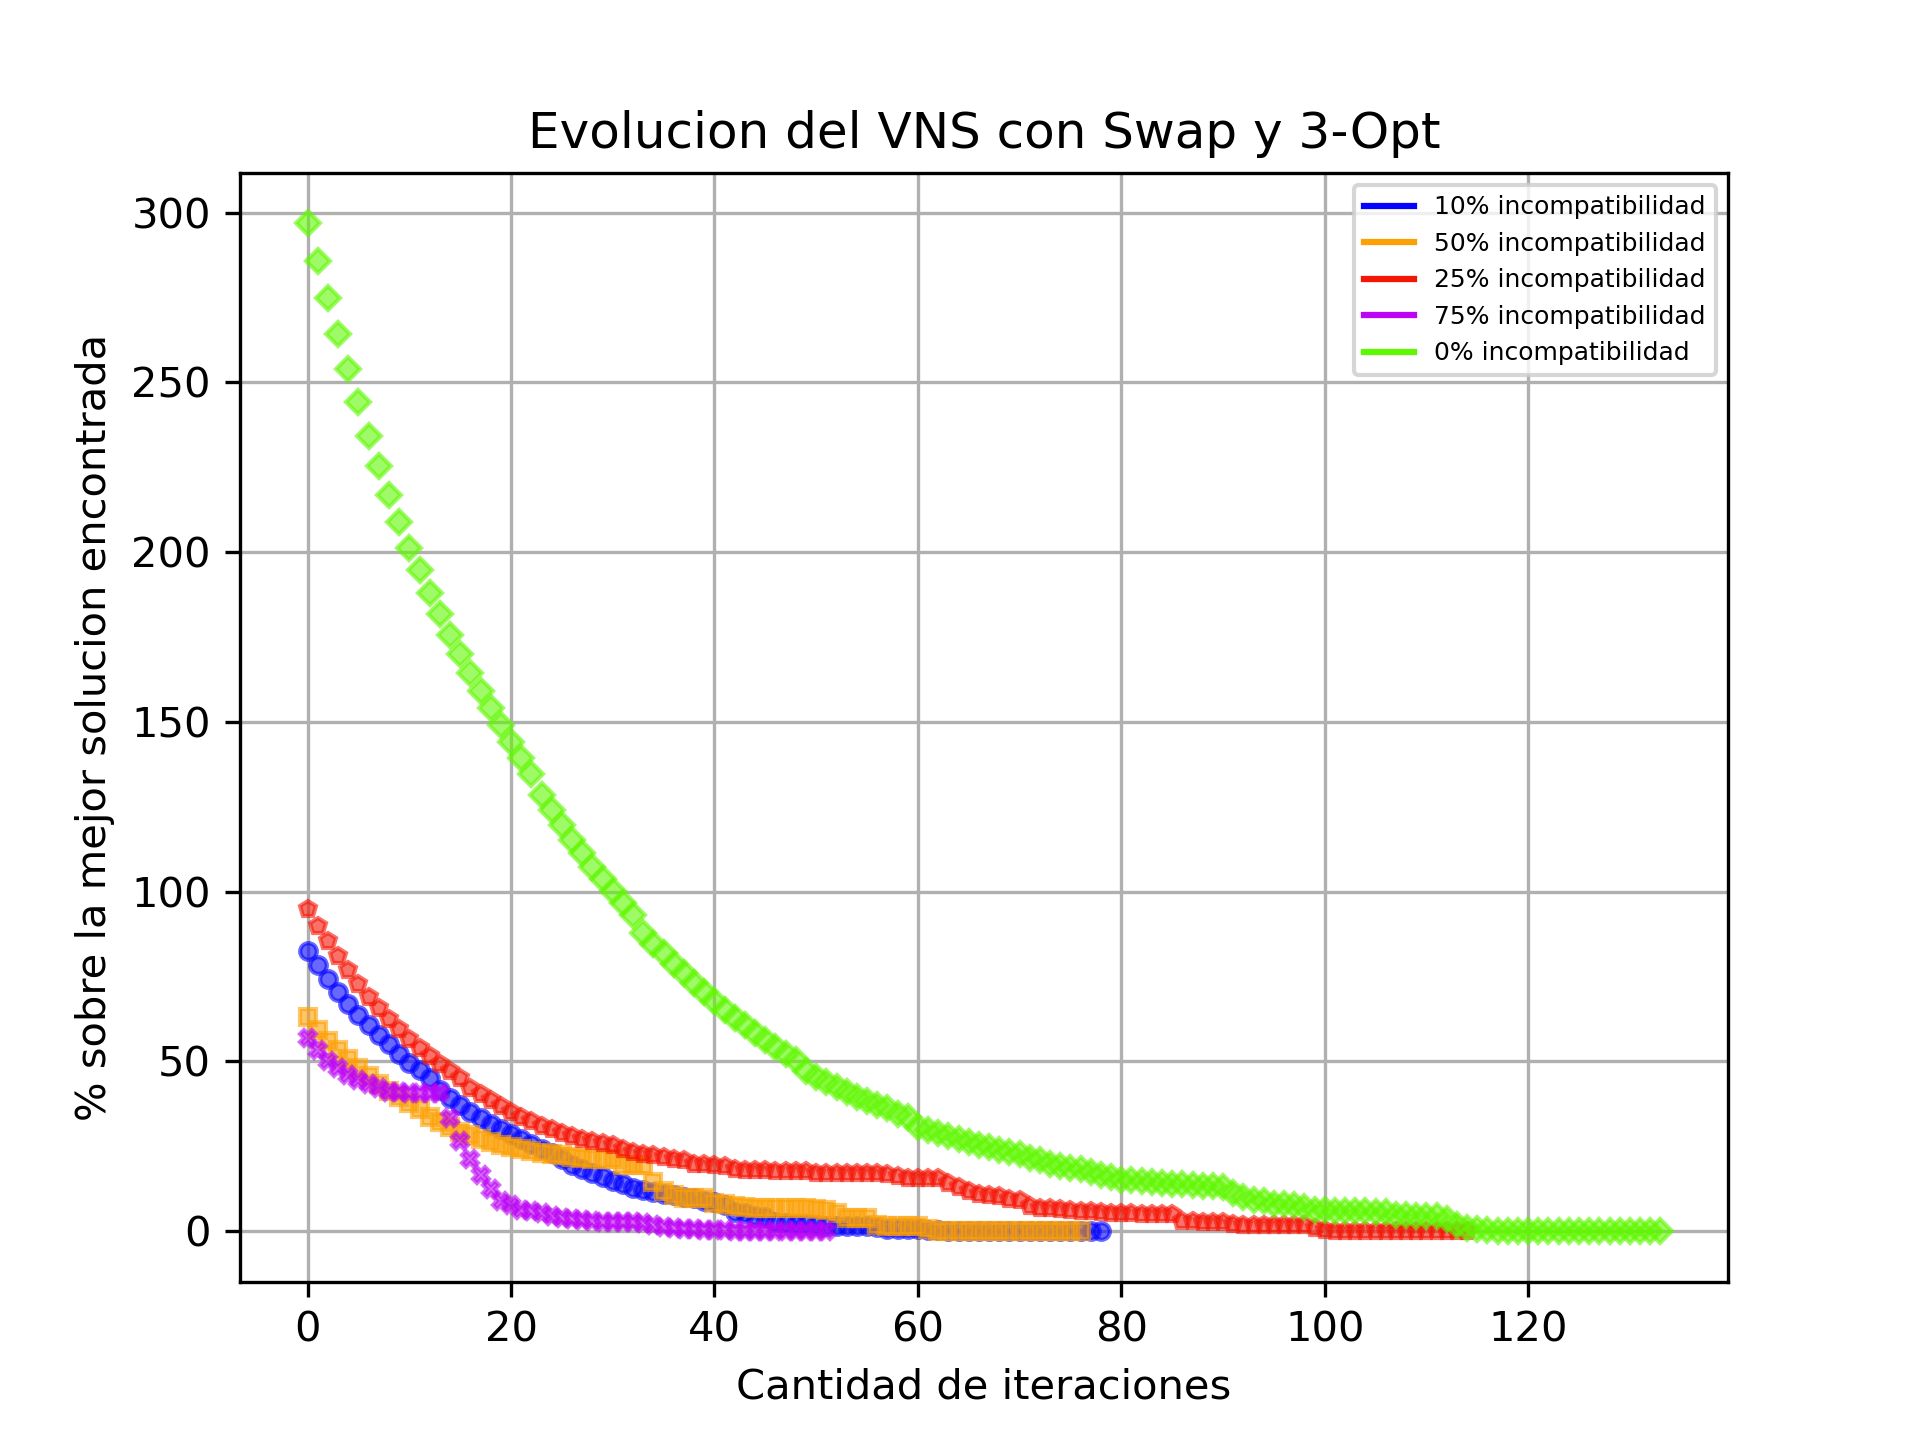 Evolucion del VNS con Swap y 3-Opt
300
250
200
150
100
50
0
% sobre la mejor solucion encontrada
10% incompatibilidad
50% incompatibilidad
25% incompatibilidad
75% incompatibilidad
0% incompatibilidad
0 20 40 60 80 100 120
Cantidad de iteraciones